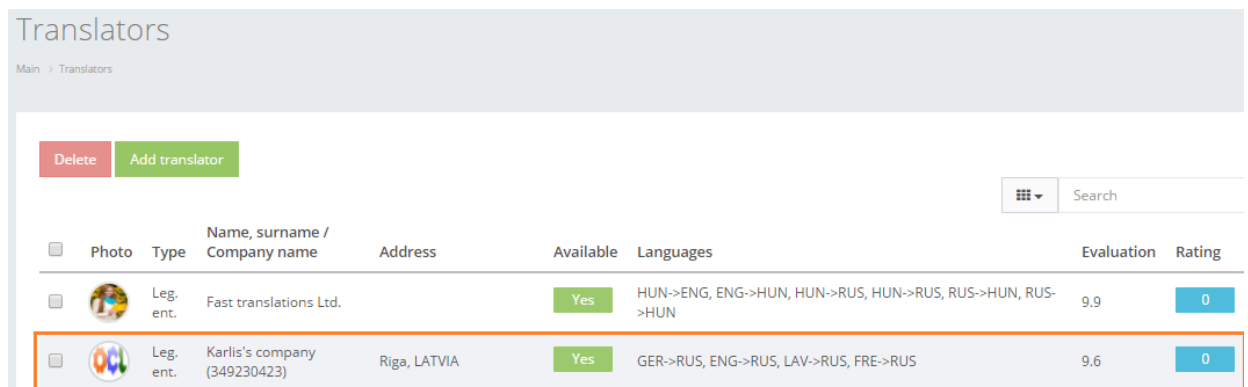 Translators
Main > Translators
Delete Add translator
Search
Photo Type Name, surname / Company name Address Available Languages Evaluation Rating
Leg. ent. Fast translations Ltd. Yes HUN->ENG, ENG->HUN, HUN->RUS, HUN->RUS, RUS->HUN, RUS->HUN 9.9 0
OCL Leg. ent. Karlis's company (349230423) Riga, LATVIA Yes GER->RUS, ENG->RUS, LAV->RUS, FRE->RUS 9.6 0